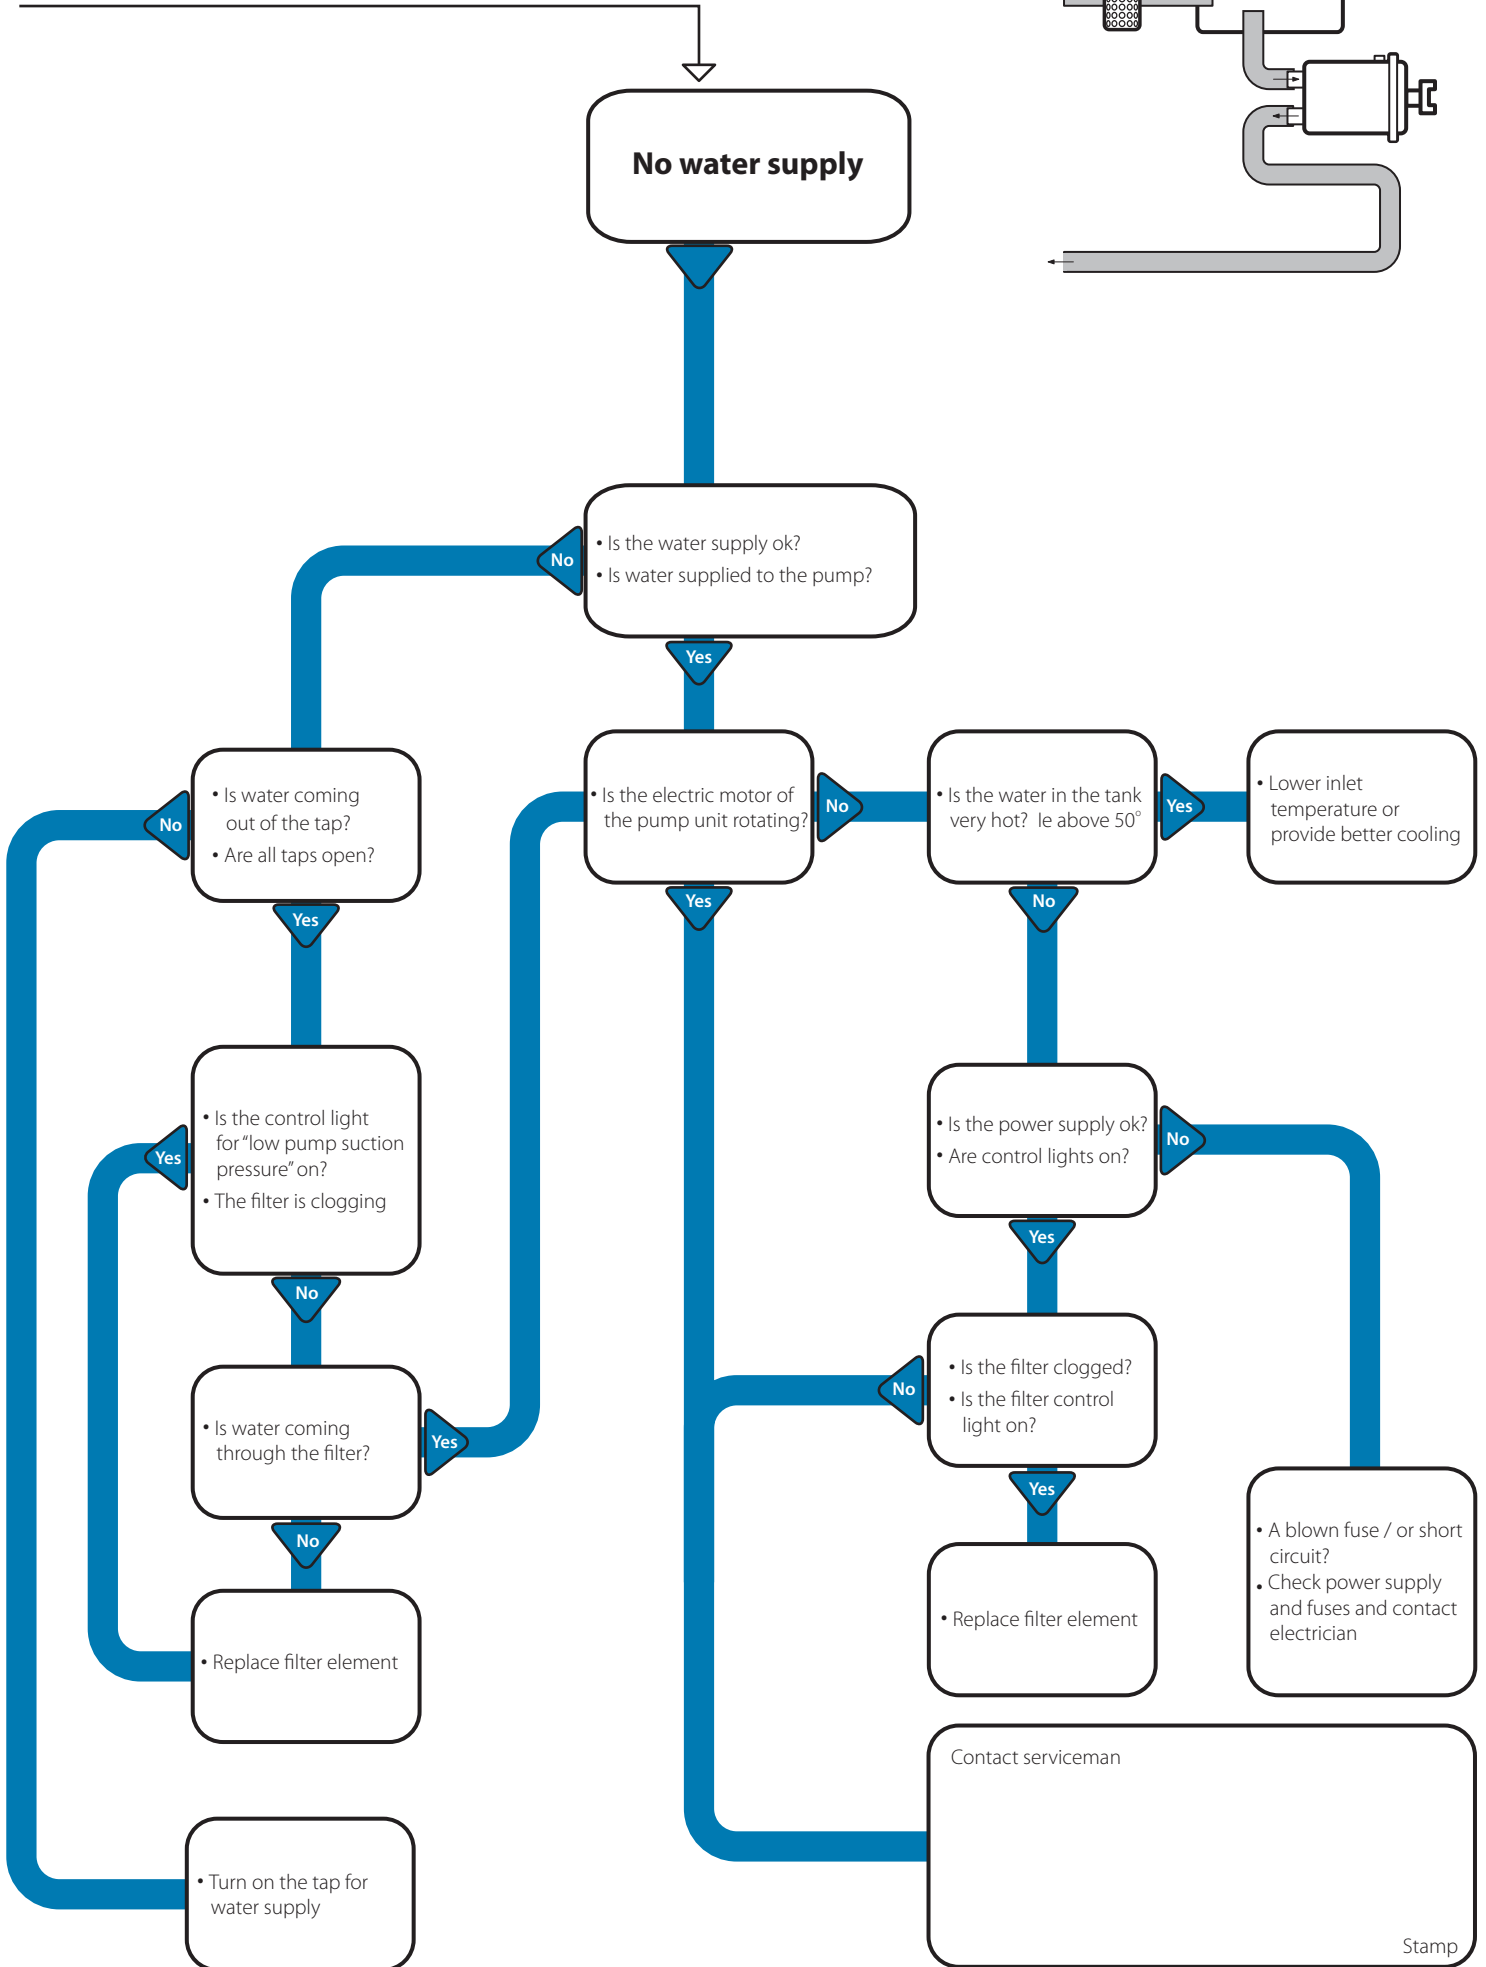 No water supply
• Is the water supply ok?
• Is water supplied to the pump?
No
Yes
• Is water coming
out of the tap?
• Are all taps open?
No
Yes
• Is the electric motor of
the pump unit rotating?
No
Yes
• Is the water in the tank
very hot? Ie above 50°
Yes
No
• Lower inlet
temperature or
provide better cooling
• Is the control light
for "low pump suction
pressure" on?
• The filter is clogging
Yes
No
• Is the power supply ok?
• Are control lights on?
No
Yes
• Is water coming
through the filter?
Yes
No
• Is the filter clogged?
• Is the filter control
light on?
No
Yes
• A blown fuse / or short
circuit?
• Check power supply
and fuses and contact
electrician
• Replace filter element
• Replace filter element
Contact serviceman
Stamp
• Turn on the tap for
water supply